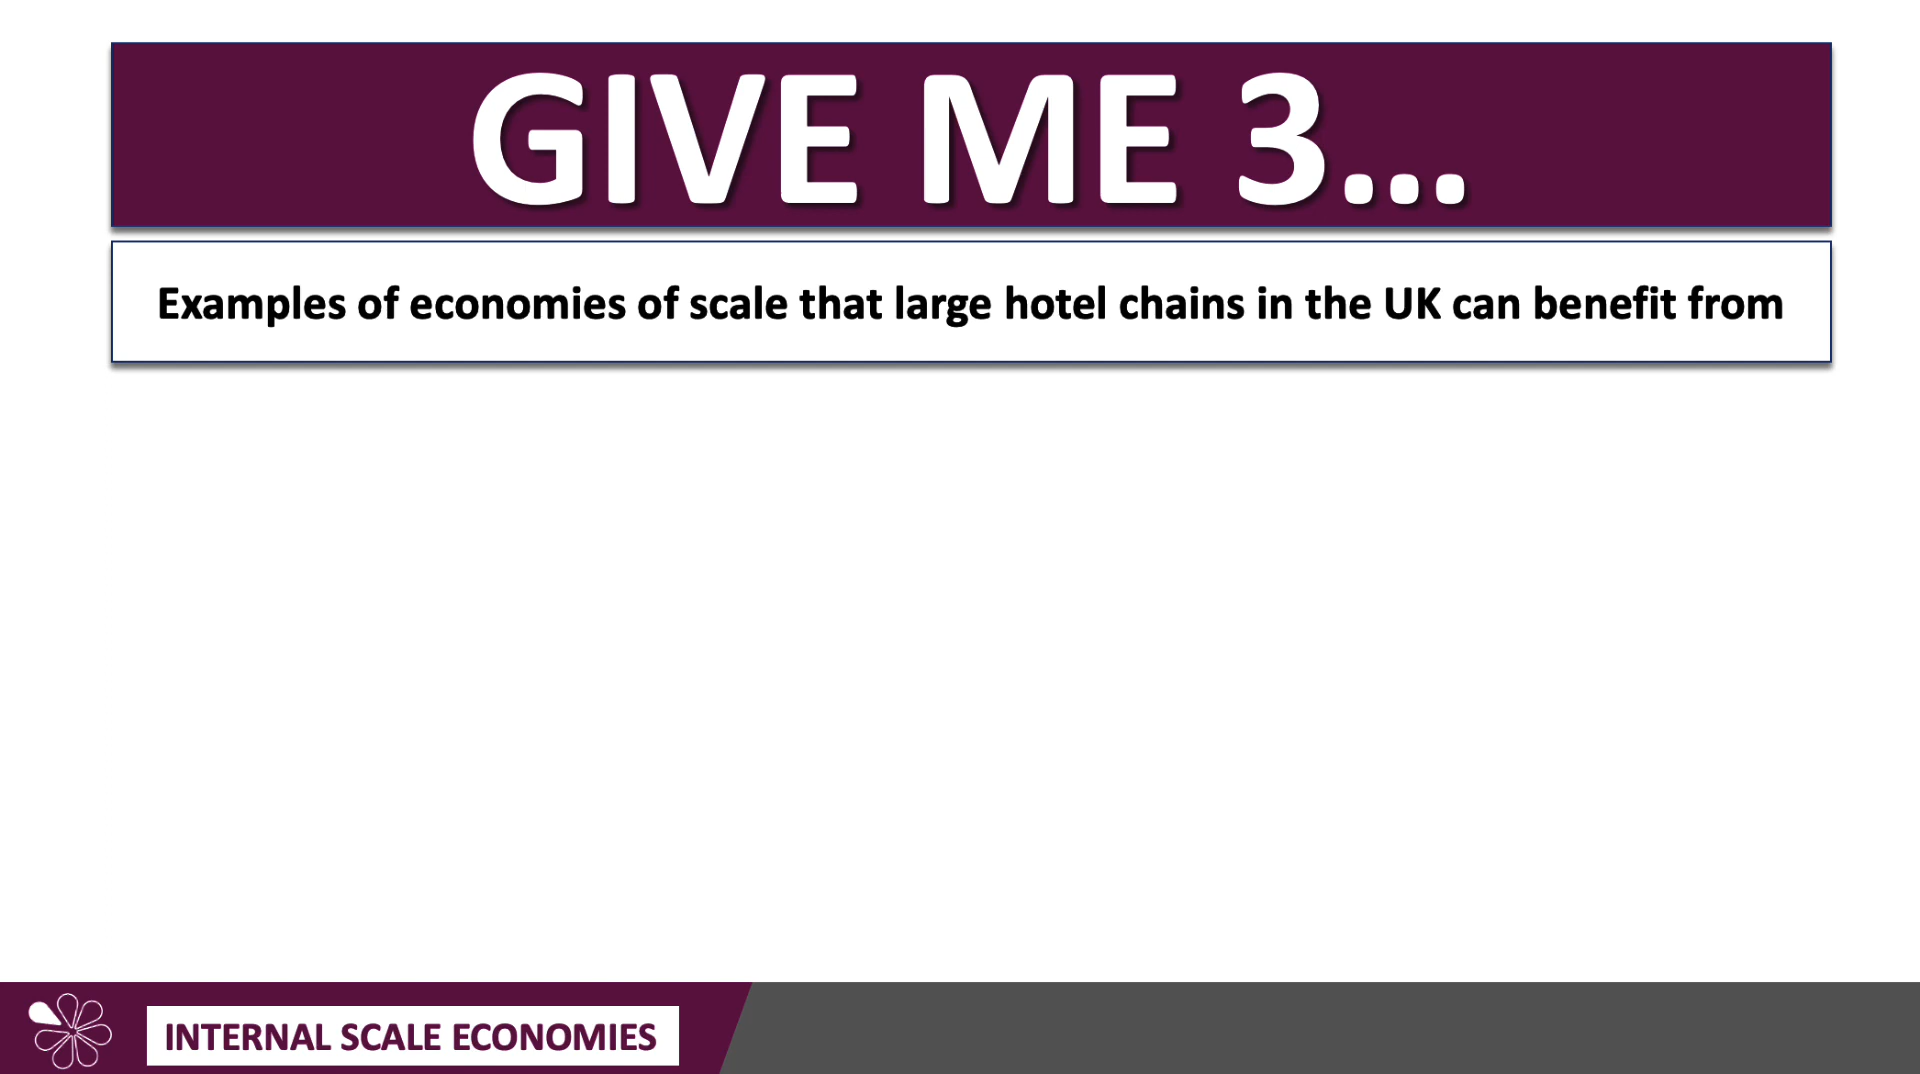 GIVE ME 3...
Examples of economies of scale that large hotel chains in the UK can benefit from
INTERNAL SCALE ECONOMIES